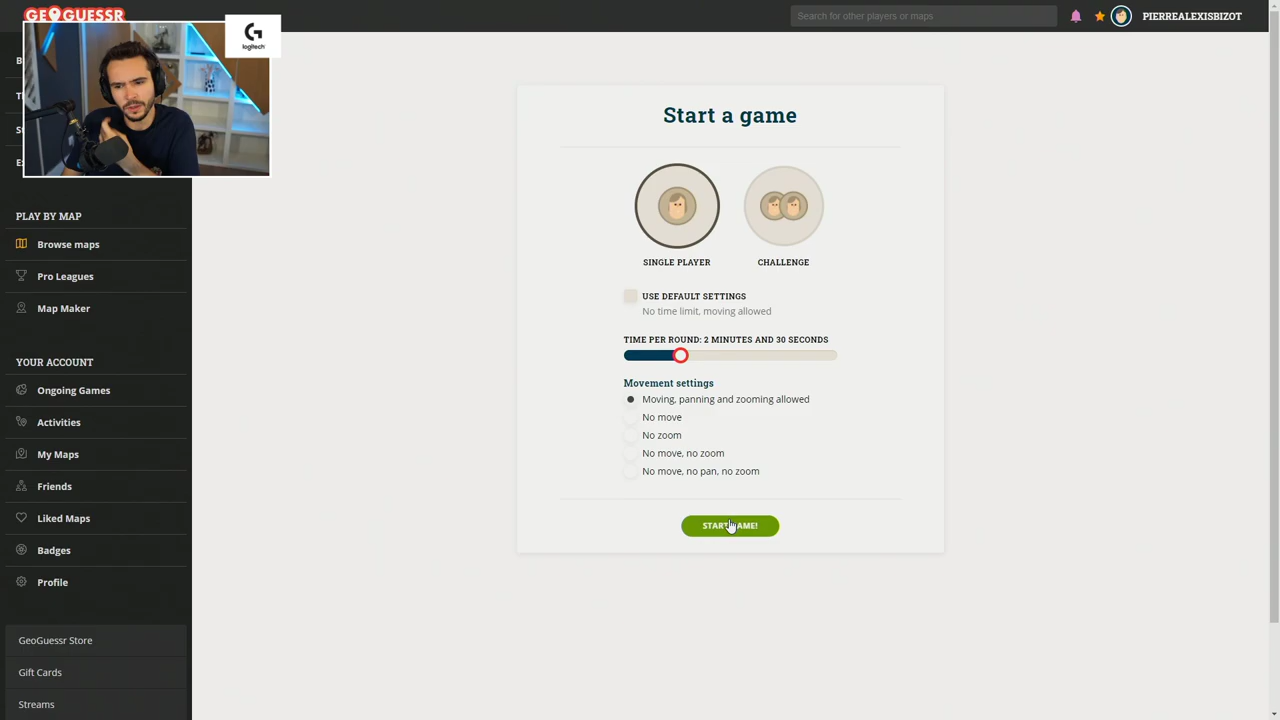 GEOGUESSR
logitech
Search for other players or maps
PIERREALEXISBIZOT
PLAY BY MAP
Browse maps
Pro Leagues
Map Maker
YOUR ACCOUNT
Ongoing Games
Activities
My Maps
Friends
Liked Maps
Badges
Profile
GeoGuessr Store
Gift Cards
Streams
Start a game
SINGLE PLAYER
CHALLENGE
USE DEFAULT SETTINGS
No time limit, moving allowed
TIME PER ROUND: 2 MINUTES AND 30 SECONDS
Movement settings
Moving, panning and zooming allowed
No move
No zoom
No move, no zoom
No move, no pan, no zoom
START GAME!